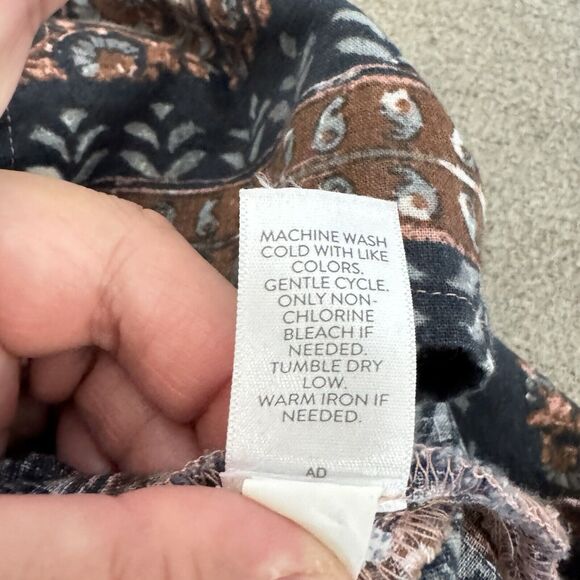 MACHINE WASH
COLD WITH LIKE
COLORS.
GENTLE CYCLE.
ONLY NON-
CHLORINE
BLEACH IF
NEEDED.
TUMBLE DRY
LOW.
WARM IRON IF
NEEDED.
AD